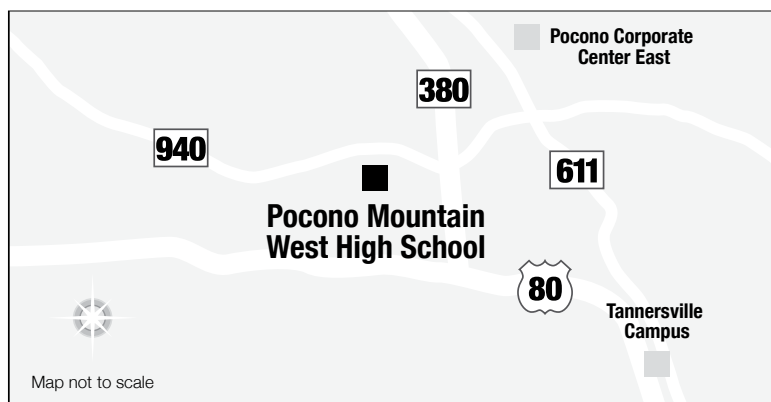 Pocono Corporate
Center East
380
940
611
Pocono Mountain
West High School
80
Tannersville
Campus
Map not to scale